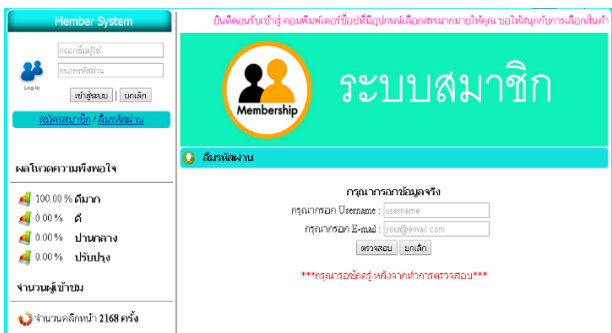 Member System
กรอกชื่อผู้ใช้
กรอกรหัสผ่าน
Log-in
เข้าสู่ระบบ ยกเลิก
สมัครสมาชิก / ลืมรหัสผ่าน
ผลโหวดความพึงพอใจ
100.00 % ดีมาก
0.00 % ดี
0.00 % ปานกลาง
0.00 % ปรับปรุง
จำนวนผู้เข้าชม
จำนวนคลิกหน้า 2168 ครั้ง
ยินดีตอนรับเข้าสู่ คอมพิมพ์เตอร์ช็อปที่มีอุปกรณ์เลือกสรรมากมายให้คุณ ขอให้สนุกกับการเลือกสินค้า
Membership
ระบบสมาชิก
ลืมรหัสผ่าน
กรุณากรอกข้อมูลจริง
กรุณากรอก Username : username
กรุณากรอก E-mail : your@email.com
ตรวจสอบ ยกเลิก
***กรุณารอซักครู่ หลังจากทำการตรวจสอบ***